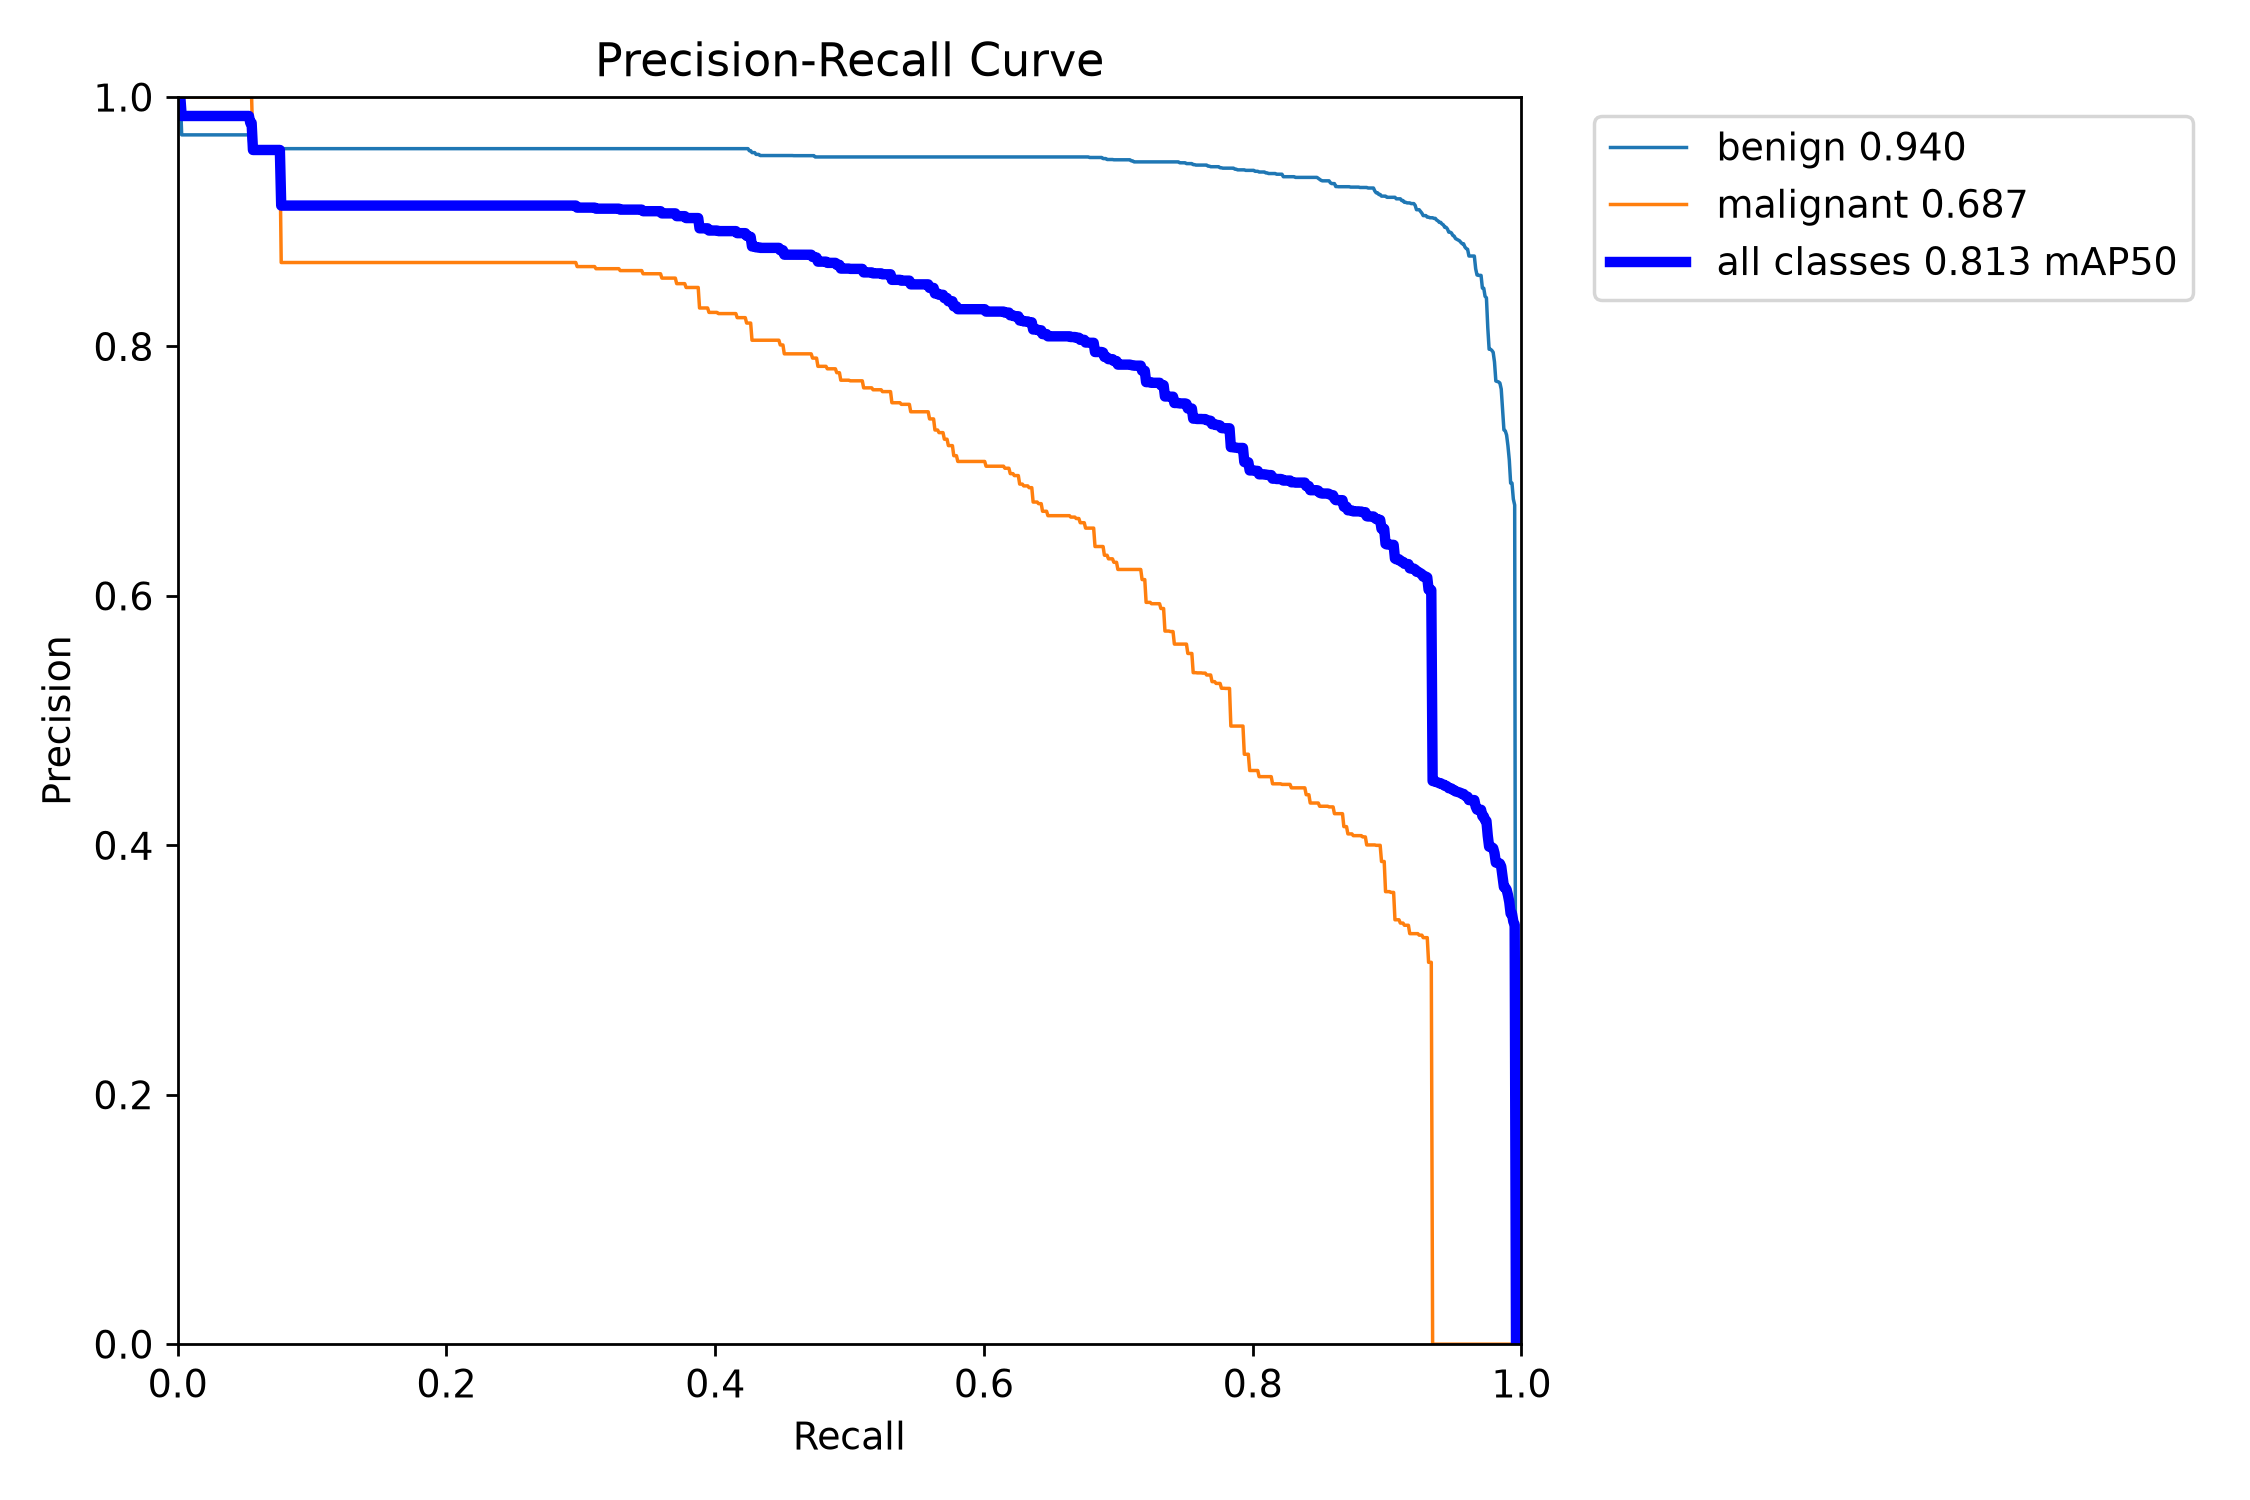 Precision-Recall Curve
1.0
0.8
0.6
0.4
0.2
0.0
Precision
0.0 0.2 0.4 0.6 0.8 1.0
Recall
benign 0.940
malignant 0.687
all classes 0.813 mAP50